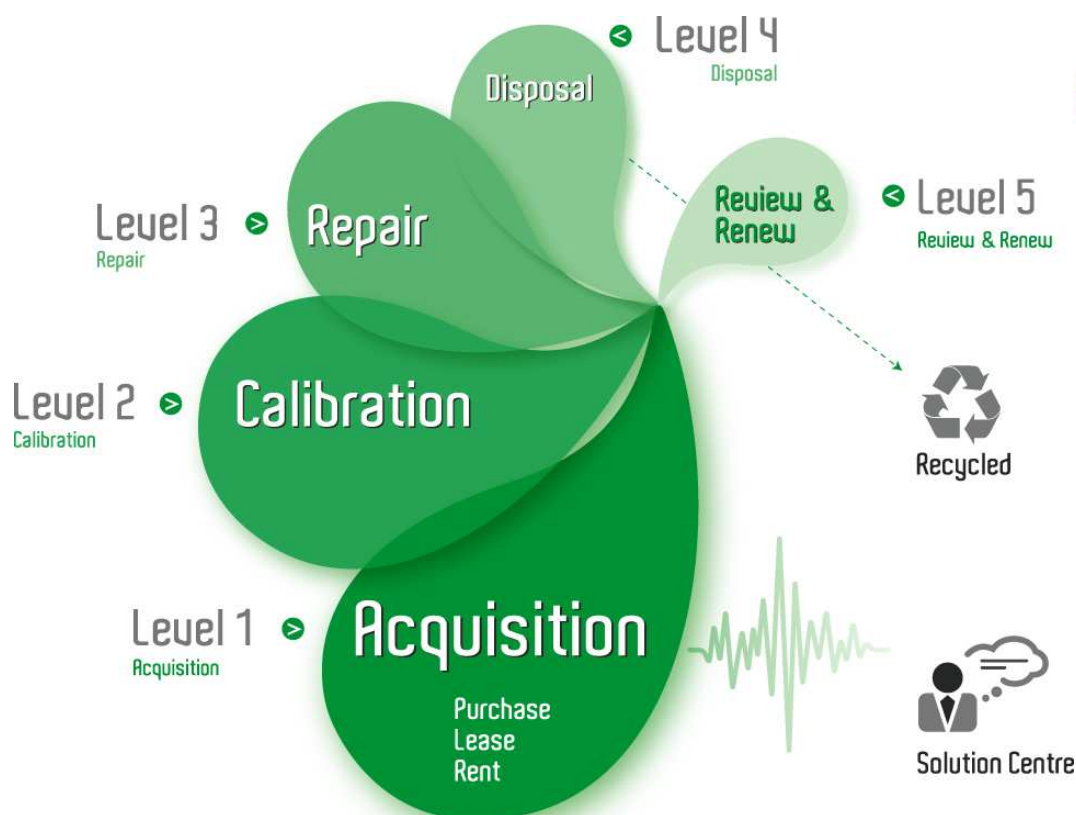 Level 4
Disposal
Disposal
Review &
Renew
Level 5
Review & Renew
Level 3
Repair
Repair
Level 2
Calibration
Calibration
Recycled
Level 1
Acquisition
Acquisition
Purchase
Lease
Rent
Solution Centre